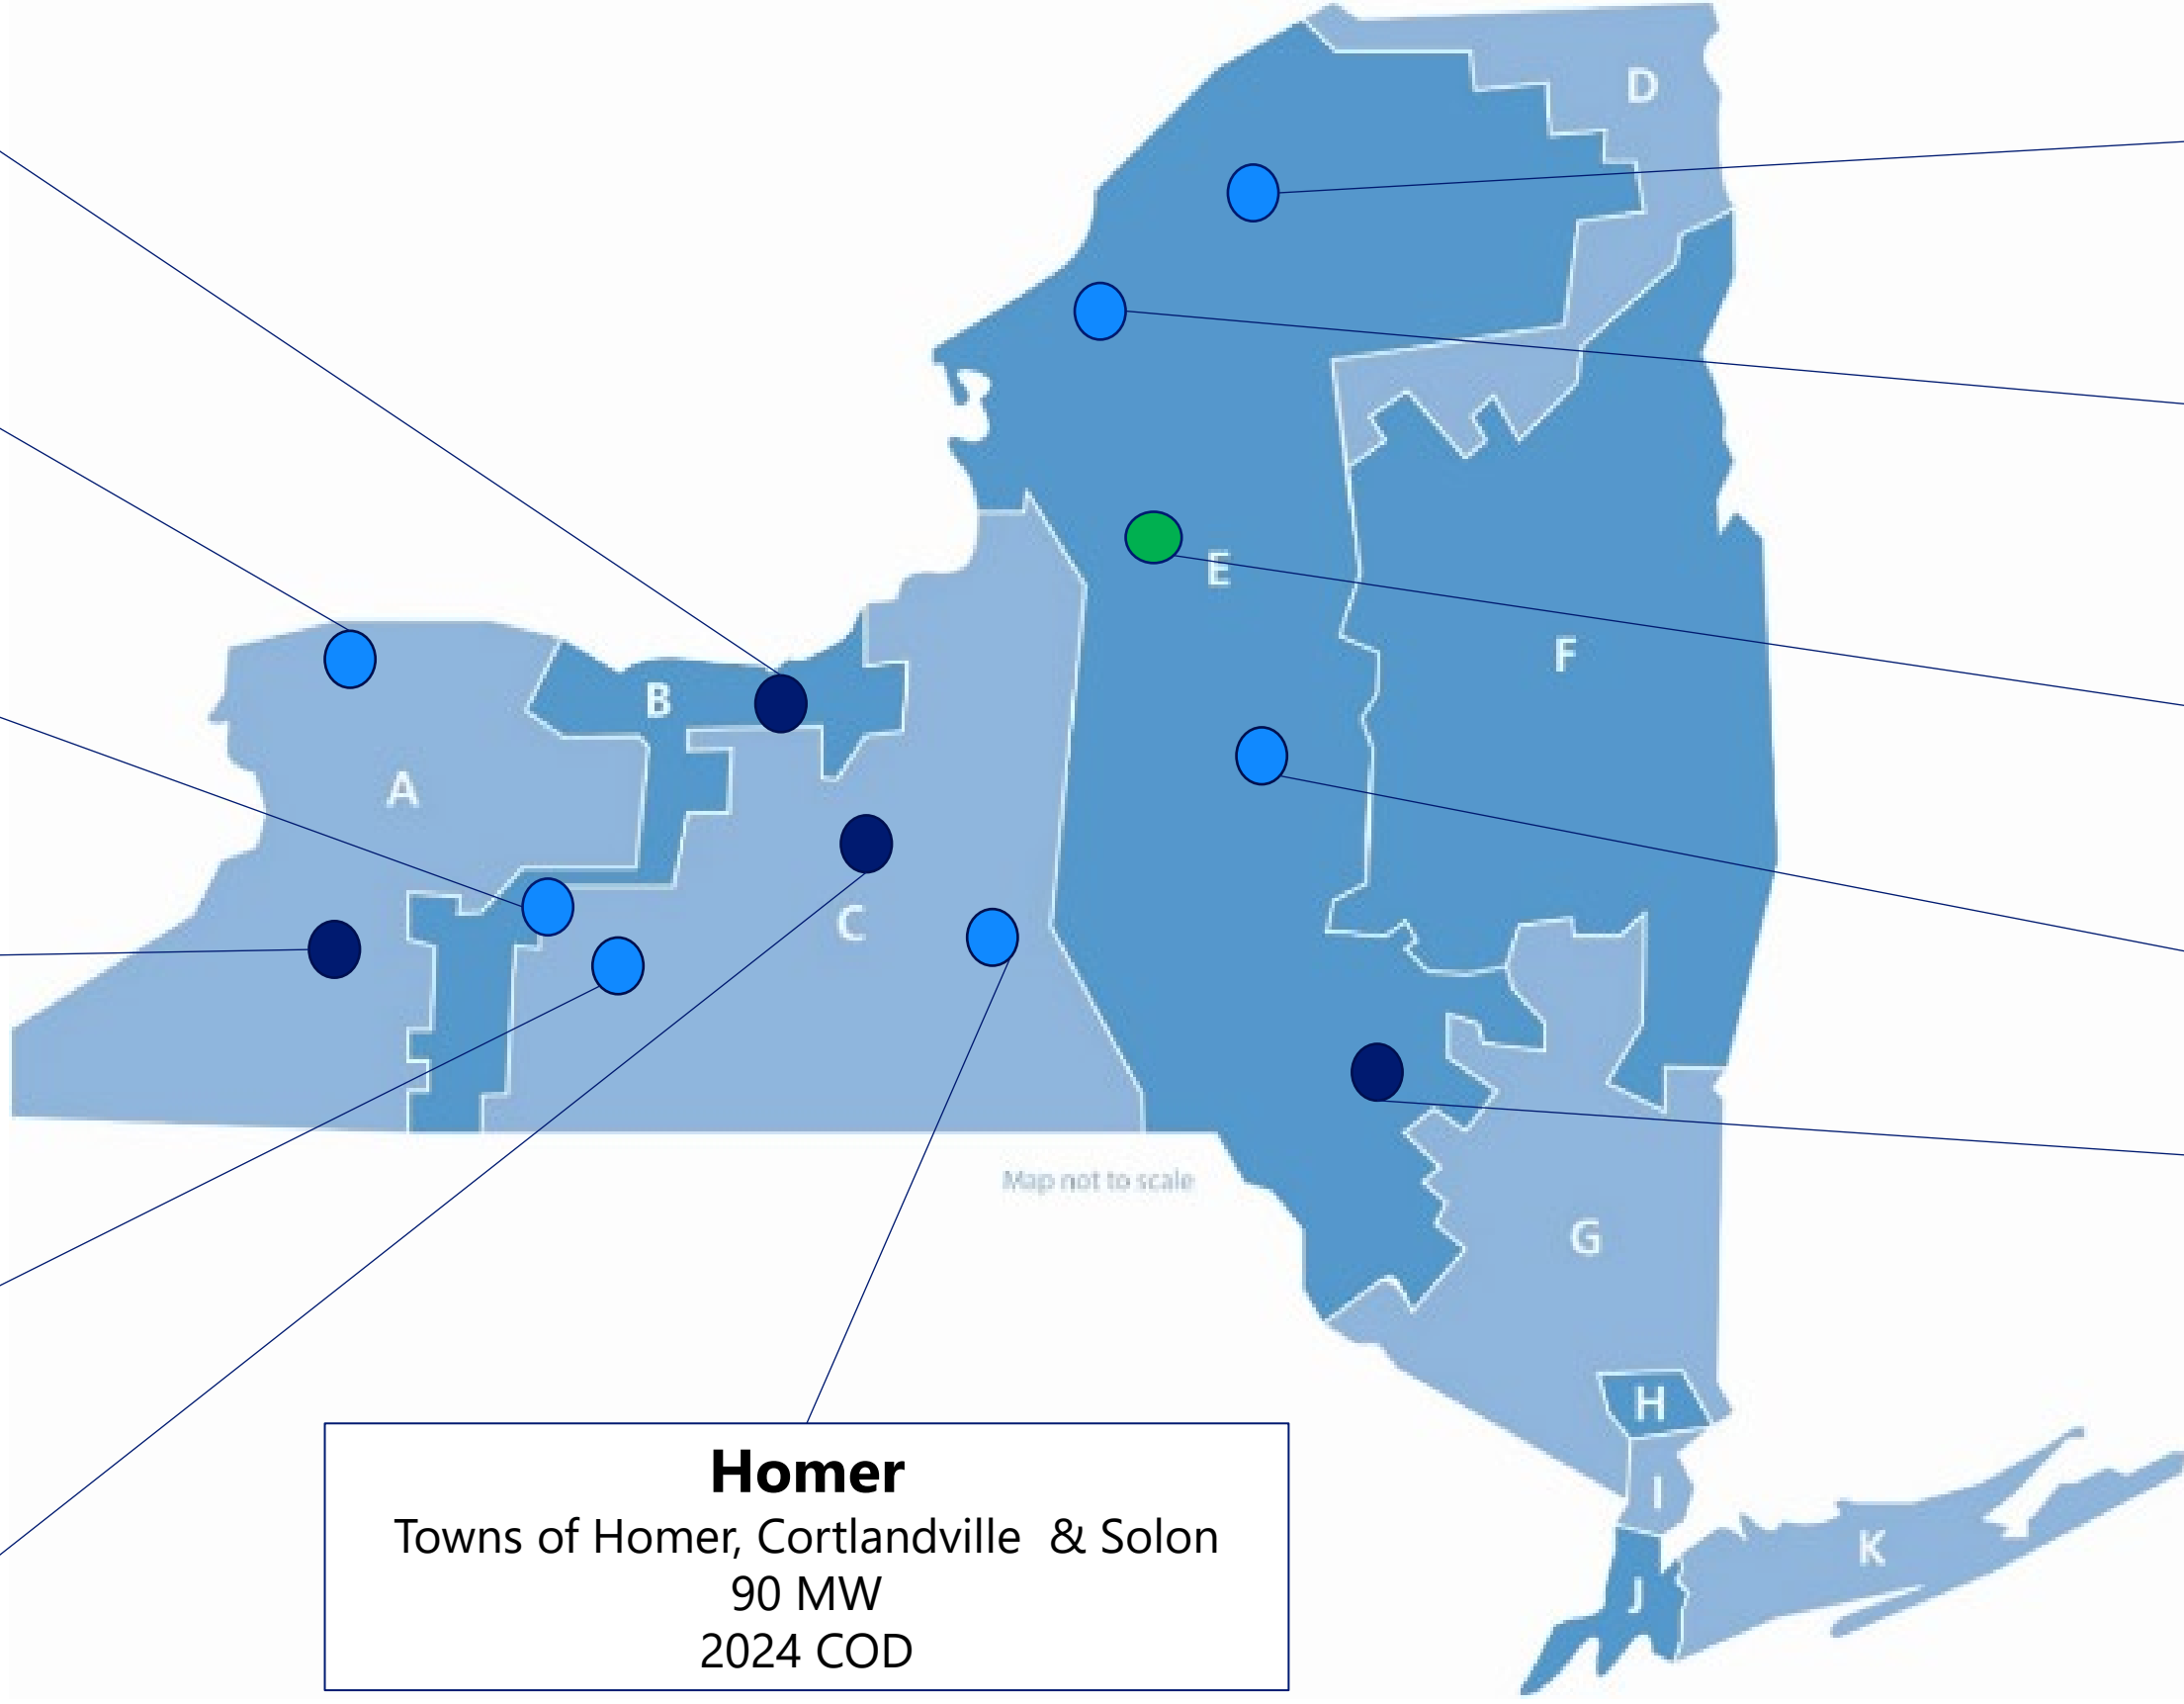 D
E
F
B
A
C
Map not to scale
G
H
I
K
J
Homer
Towns of Homer, Cortlandville  & Solon
90 MW
2024 COD